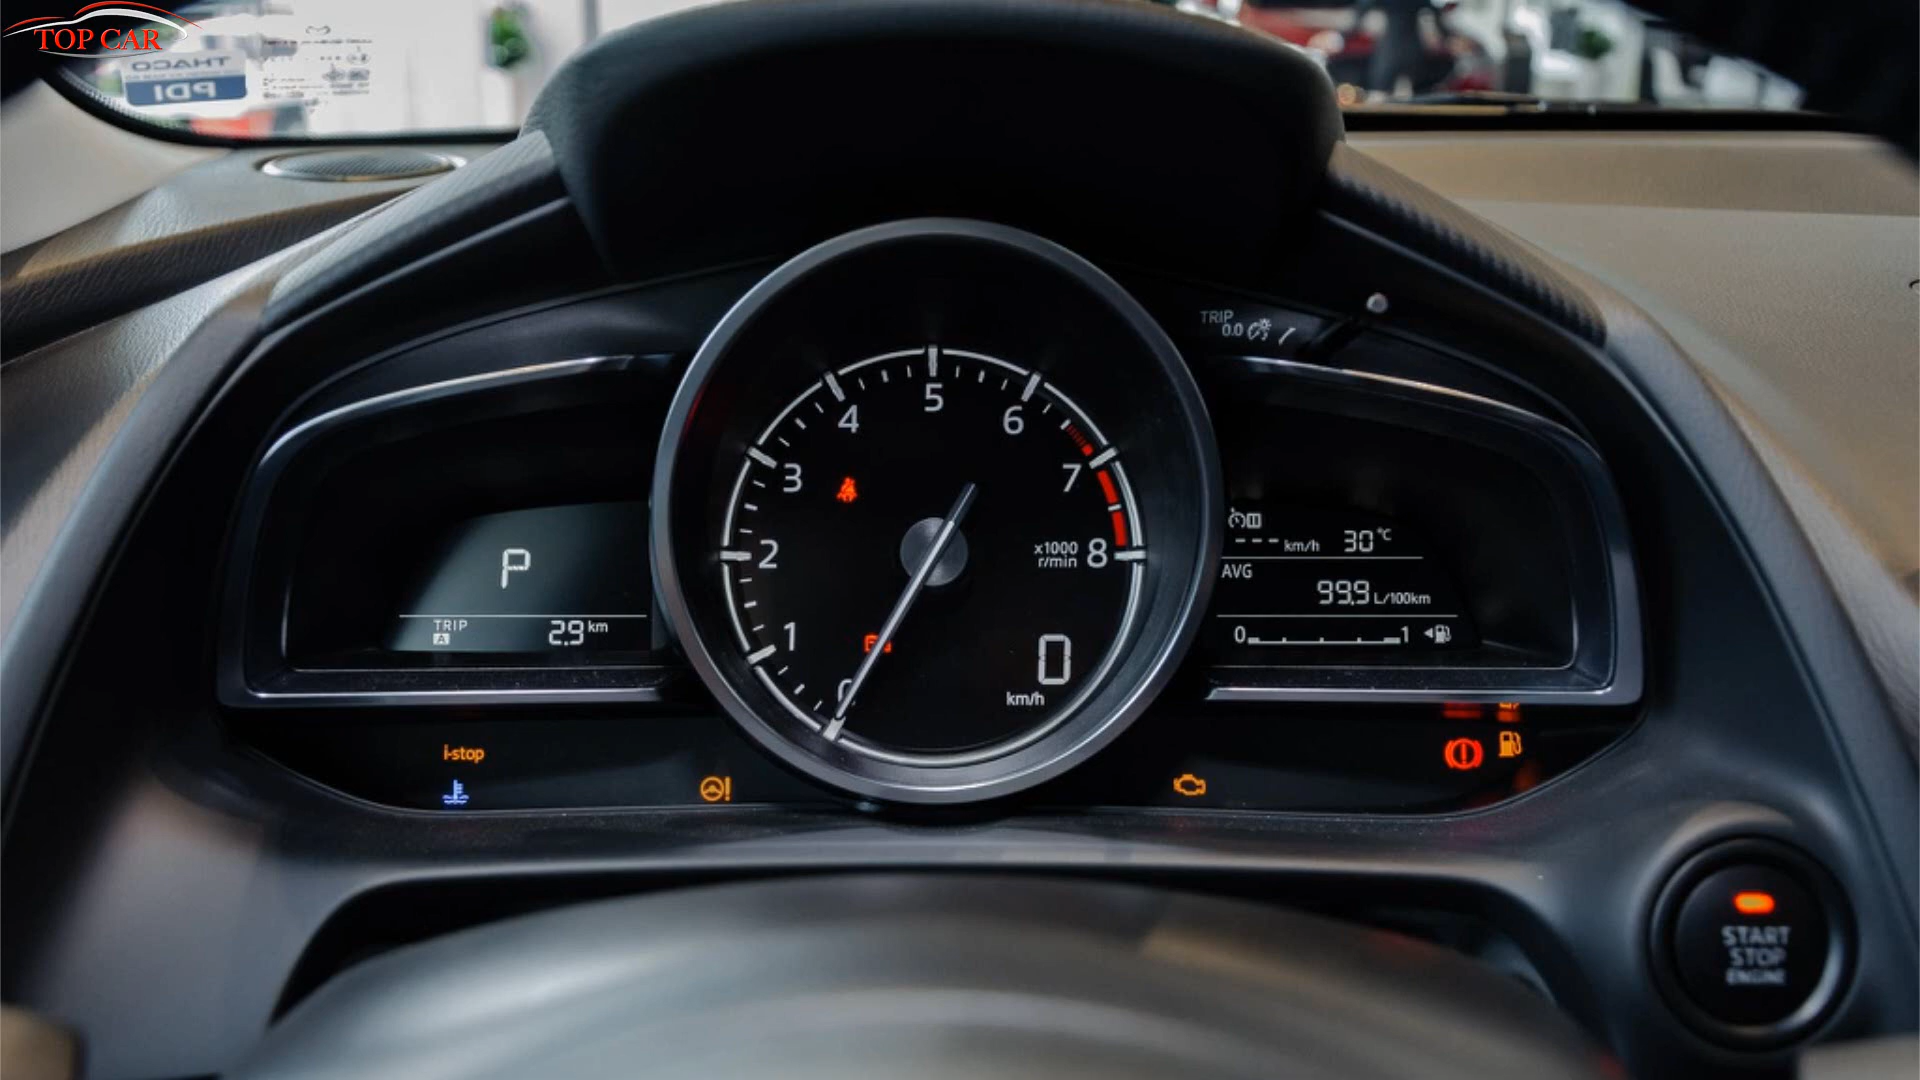 TOP CAR
THACO
PDI
TRIP
0.0
5
4
6
3
7
2
x1000
r/min
8
1
0
0
km/h
P
TRIP
A
2.9 km
--- km/h 30°C
AVG
99.9 L/100km
0 1
i-stop
START
STOP
ENGINE